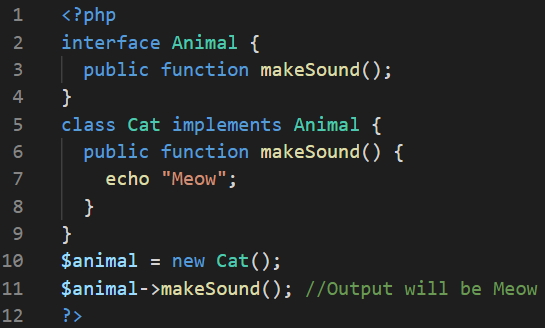 1 <?php
2 interface Animal {
3   public function makeSound();
4 }
5 class Cat implements Animal {
6   public function makeSound() {
7     echo "Meow";
8   }
9 }
10 $animal = new Cat();
11 $animal->makeSound(); //Output will be Meow
12 ?>